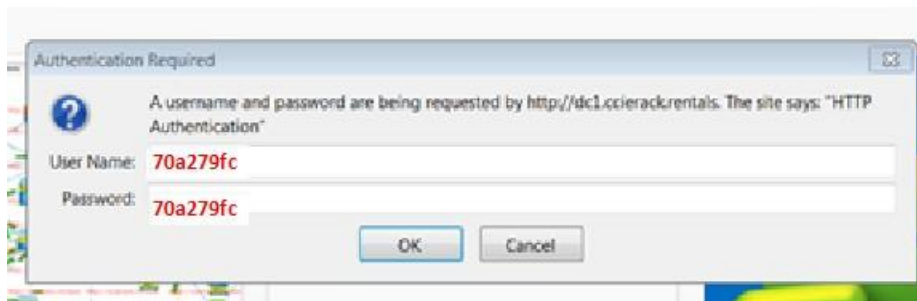 Authentication Required
A username and password are being requested by http://dc1.ccierack.rentals. The site says: "HTTP
Authentication"
User Name: 70a279fc
Password: 70a279fc
OK Cancel